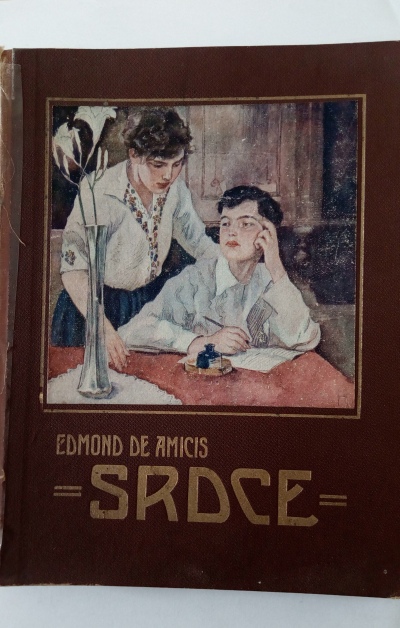 EDMOND DE AMICIS
=SRDCE=